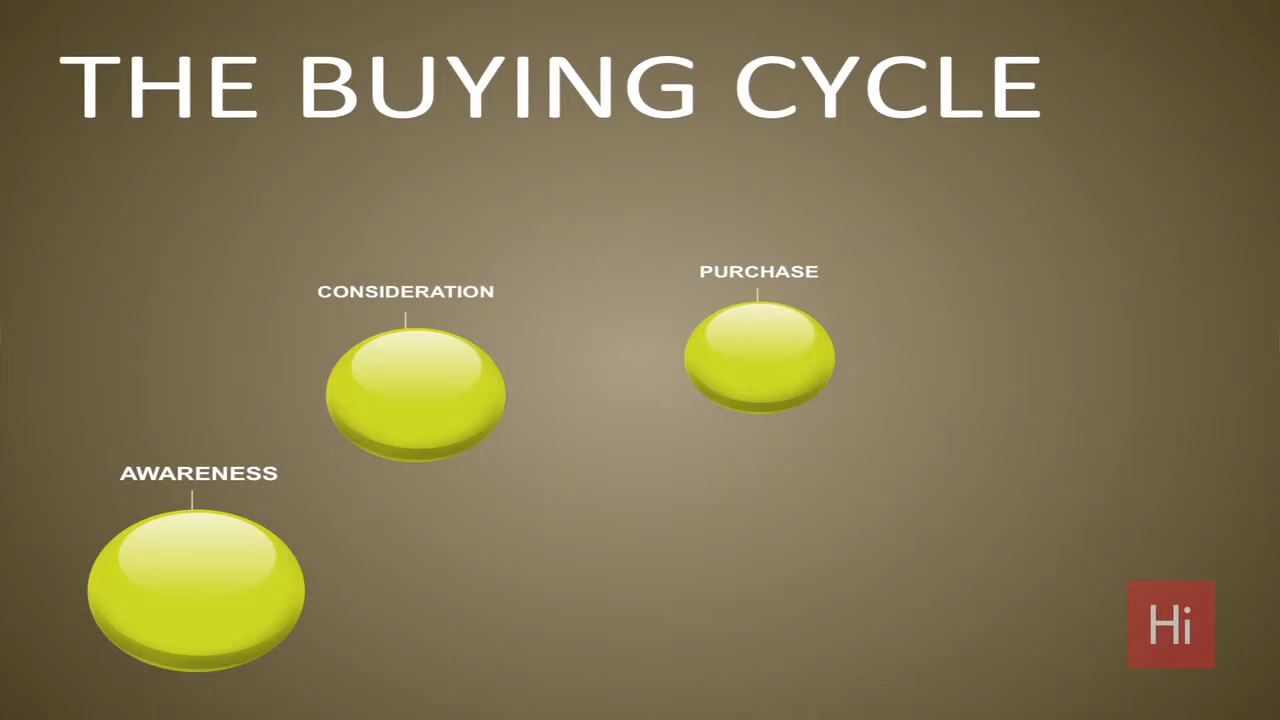 THE BUYING CYCLE
PURCHASE
CONSIDERATION
AWARENESS
Hi